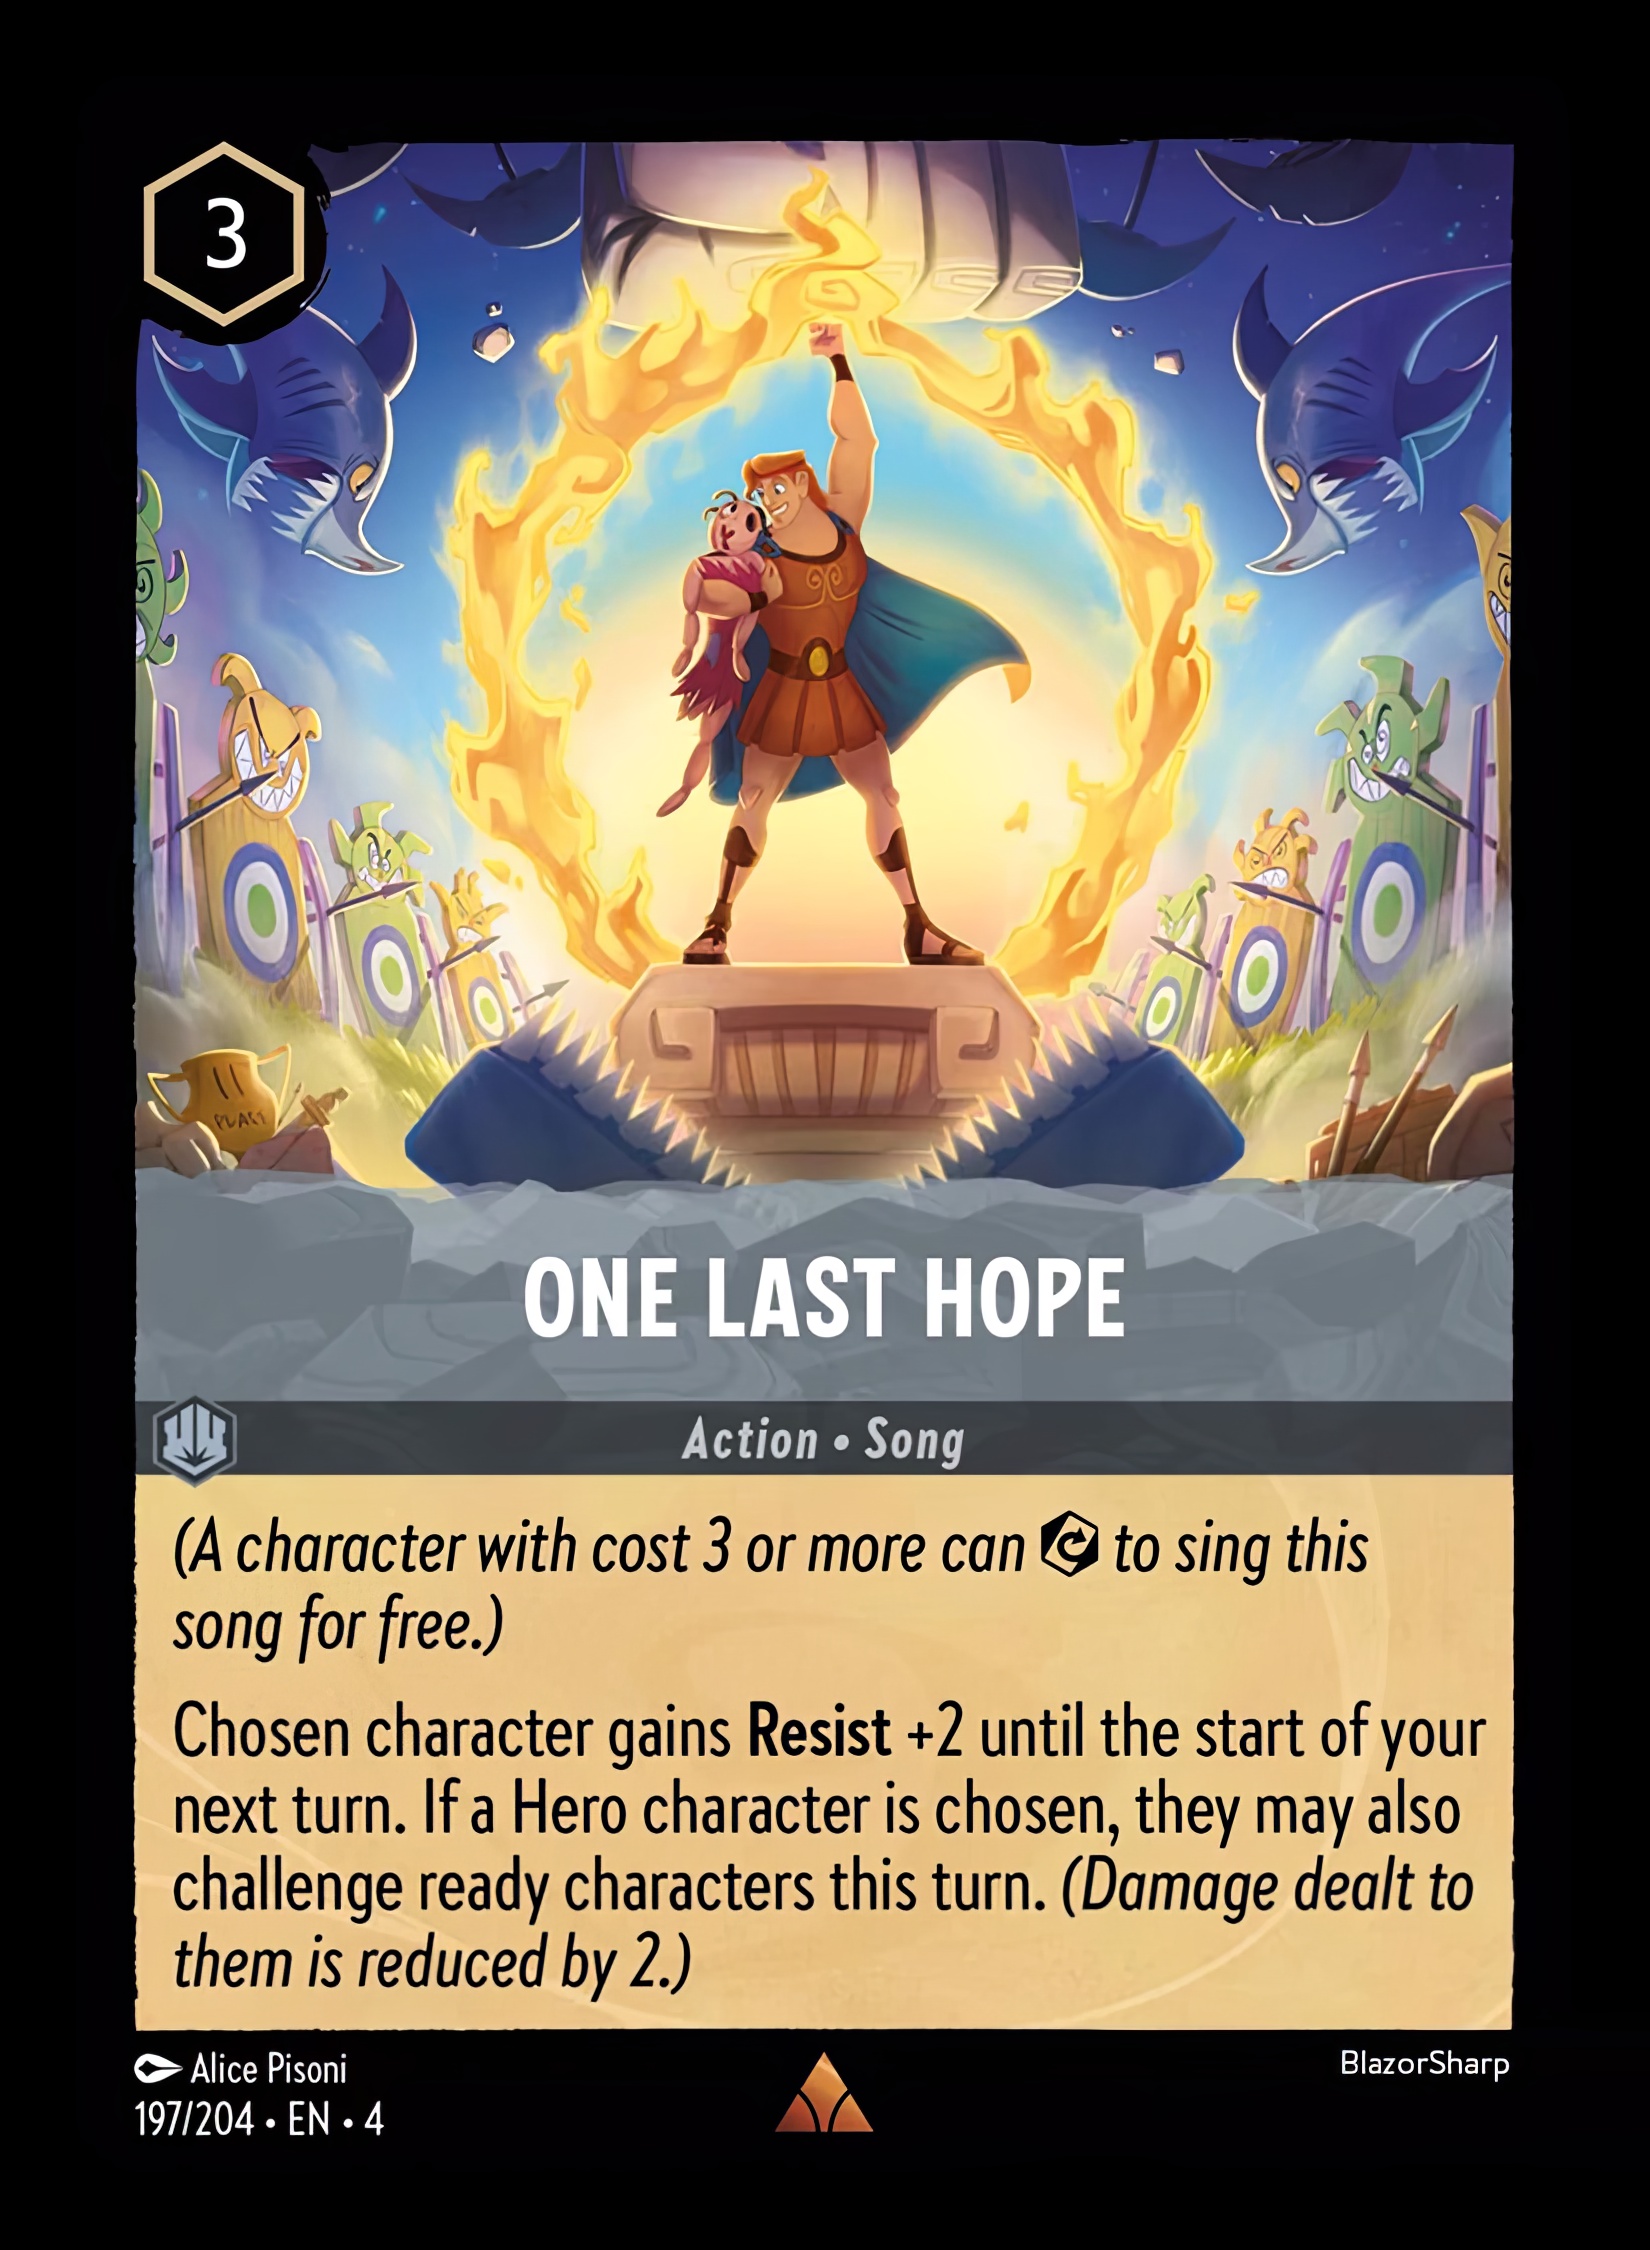 3
II
PLACE
ONE LAST HOPE
Action • Song
(A character with cost 3 or more can to sing this
song for free.)
Chosen character gains Resist +2 until the start of your
next turn. If a Hero character is chosen, they may also
challenge ready characters this turn. (Damage dealt to
them is reduced by 2.)
Alice Pisoni
BlazorSharp
197/204 • EN • 4